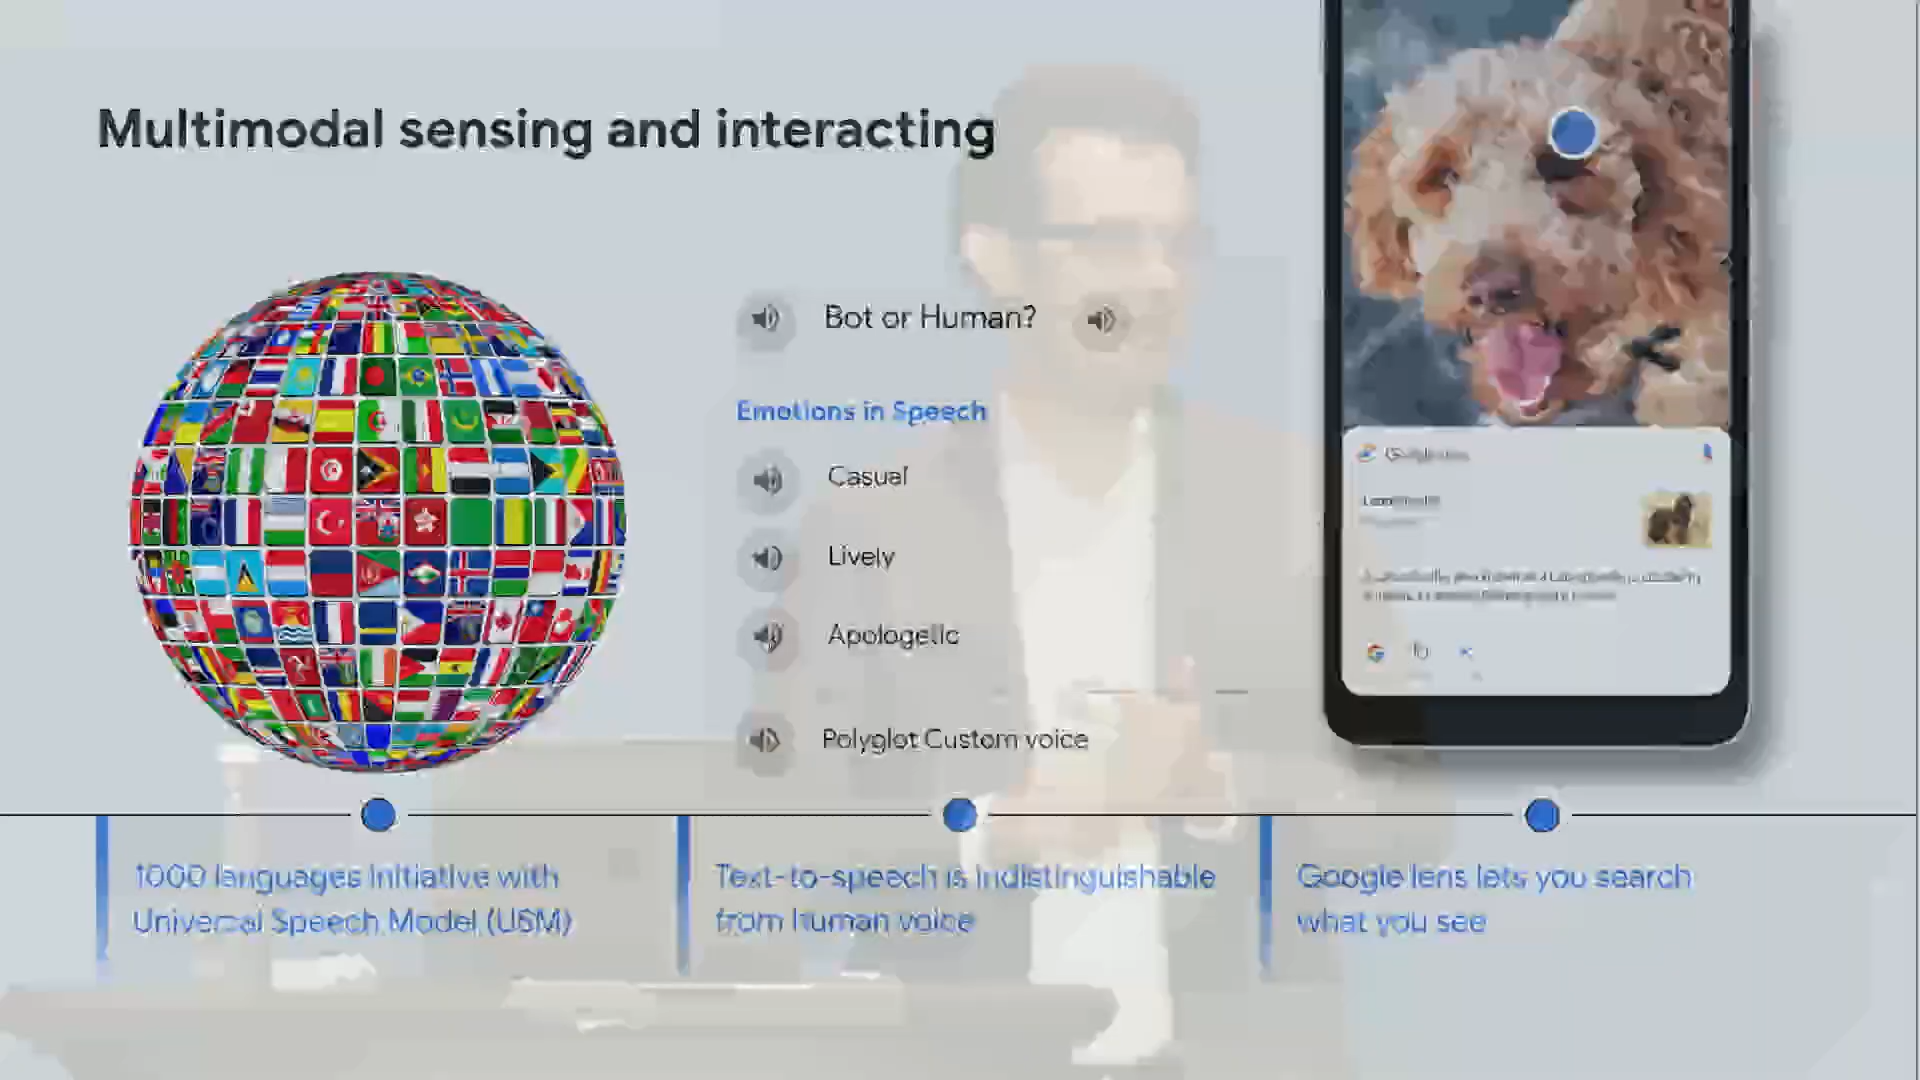 Multimodal sensing and interacting
Bot or Human?
Emotions in Speech
Casual
Lively
Apologetic
Polyglot Custom voice
1000 languages initiative with
Universal Speech Model (USM)
Text-to-speech is indistinguishable
from human voice
Google lens lets you search
what you see